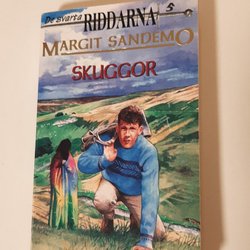 De svarta
RIDDARNA 5
MARGIT SANDEMO
SKUGGOR